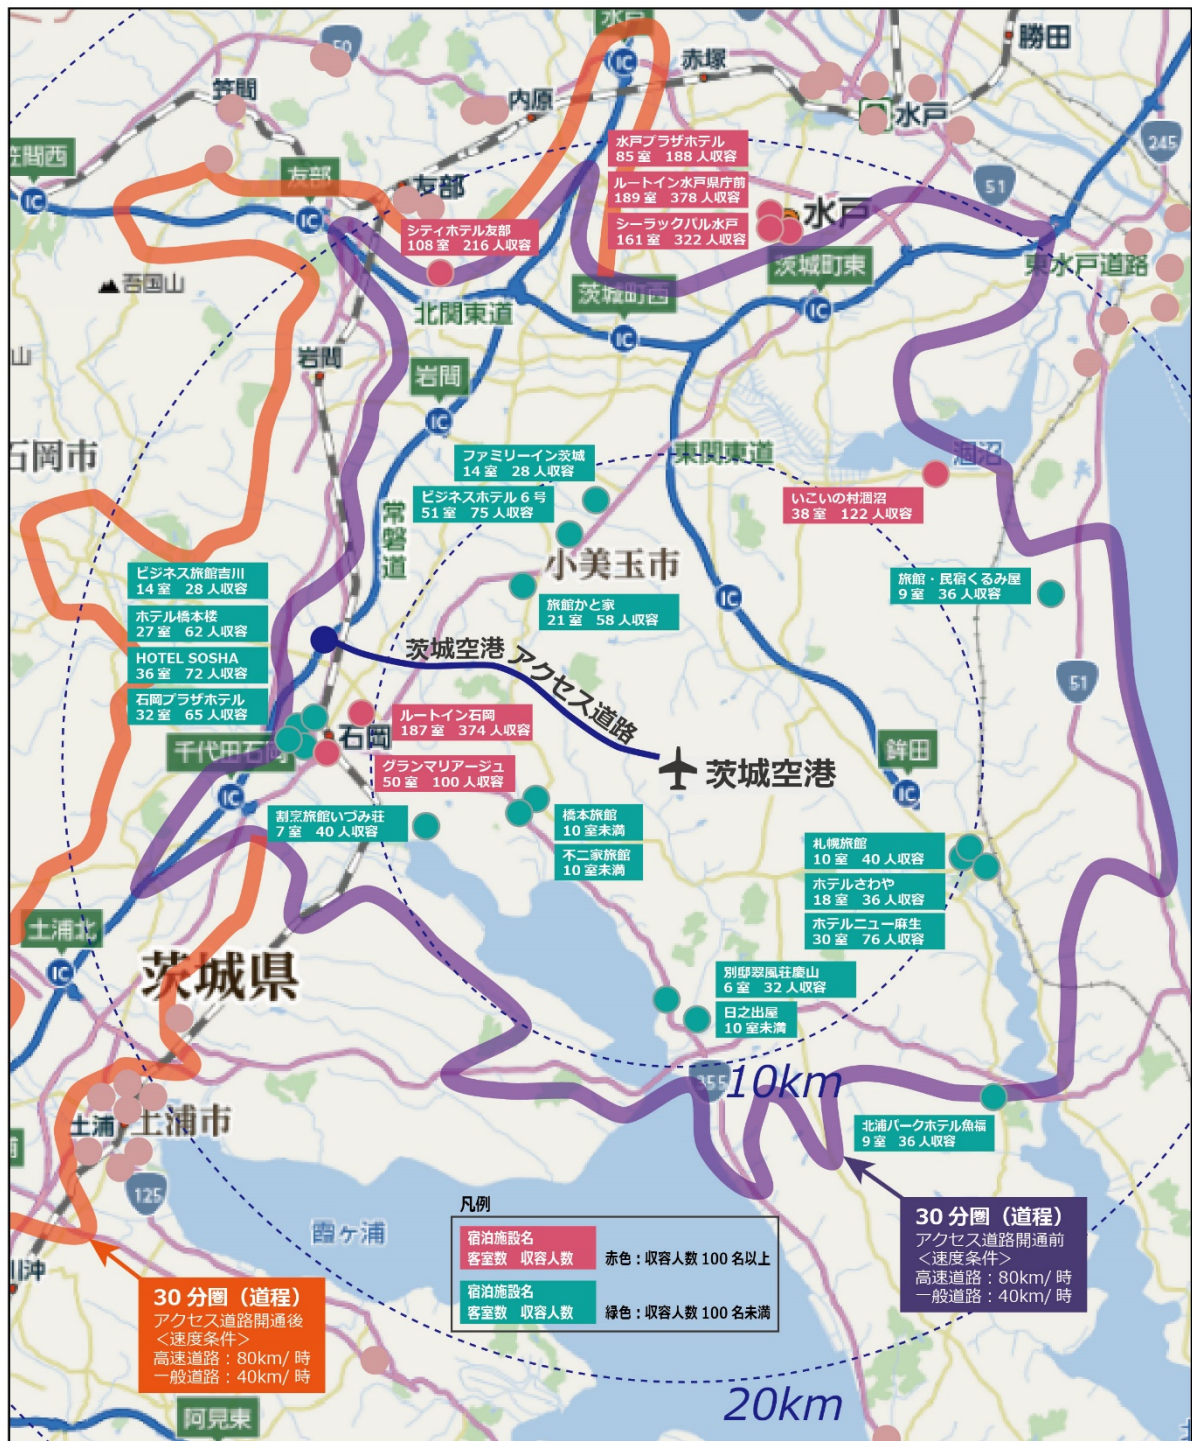 水戸
勝田
50
IC
赤塚
笠間
内原
水戸
245
笠間西
友部
水戸プラザホテル
85室 188人収容
51
IC
IC
友部
ルートイン水戸県庁前
189室 378人収容
シティホテル友部
108室 216人収容
シーラックパル水戸
161室 322人収容
水戸
茨城町東
東水戸道路
吾国山
茨城町西
北関東道
IC
IC
山
岩間
岩間
IC
石岡市
ファミリーイン茨城
14室 28人収容
東関東道
涸沼
ビジネスホテル6号
51室 75人収容
いこいの村涸沼
38室 122人収容
常磐道
小美玉市
ビジネス旅館吉川
14室 28人収容
旅館・民宿くるみ屋
9室 36人収容
旅館かと家
21室 58人収容
IC
ホテル橋本楼
27室 62人収容
茨城空港 アクセス道路
HOTEL SOSHA
36室 72人収容
51
石岡プラザホテル
32室 65人収容
ルートイン石岡
187室 374人収容
石岡
千代田石岡
鉾田
グランマリアージュ
50室 100人収容
茨城空港
IC
IC
割烹旅館いづみ荘
7室 40人収容
橋本旅館
10室未満
不二家旅館
10室未満
札幌旅館
10室 40人収容
ホテルさわや
18室 36人収容
ホテルニュー麻生
30室 76人収容
土浦北
IC
茨城県
別邸翠風荘慶山
6室 32人収容
日之出屋
10室未満
355
10km
土浦
土浦市
北浦パークホテル魚福
9室 36人収容
125
霞ヶ浦
凡例
宿泊施設名
客室数 収容人数
赤色：収容人数100名以上
宿泊施設名
客室数 収容人数
緑色：収容人数100名未満
30分圏（道程）
アクセス道路開通前
＜速度条件＞
高速道路：80km/時
一般道路：40km/時
川沖
30分圏（道程）
アクセス道路開通後
＜速度条件＞
高速道路：80km/時
一般道路：40km/時
20km
阿見東